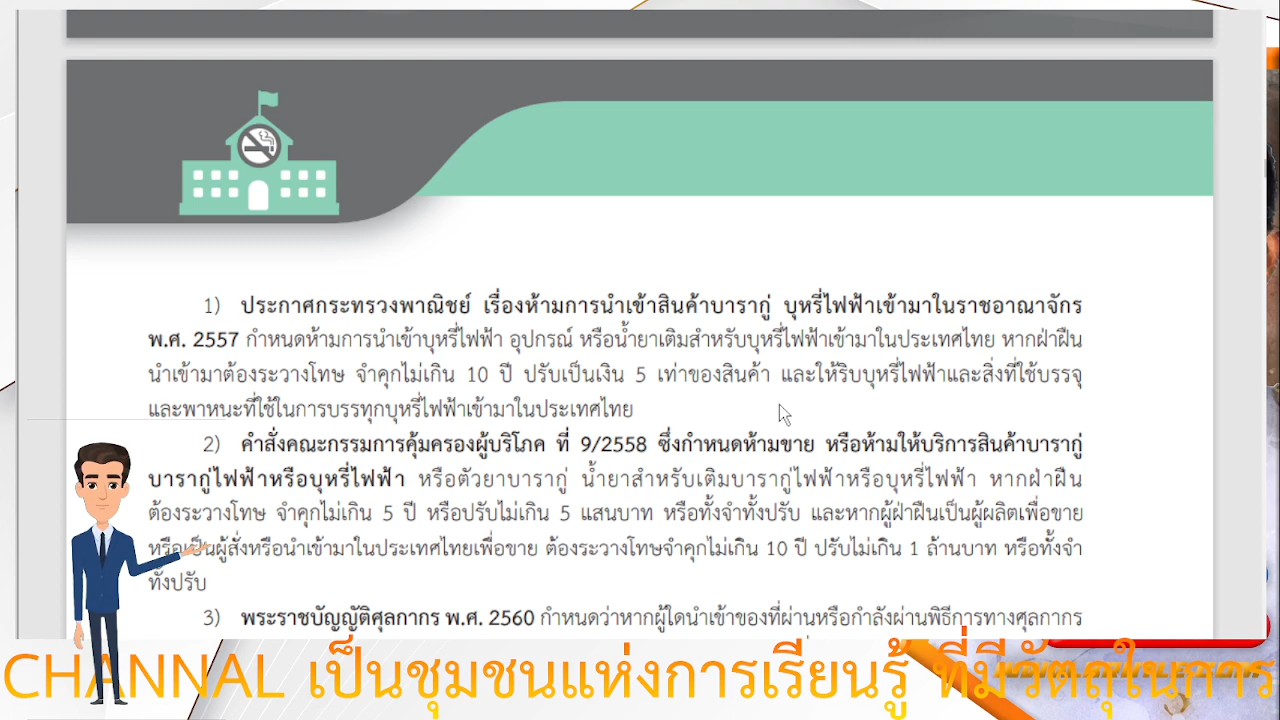 1) ประกาศกระทรวงพาณิชย์ เรื่องห้ามการนำเข้าสินค้าบารากู่ บุหรี่ไฟฟ้าเข้ามาในราชอาณาจักร
พ.ศ. 2557 กำหนดห้ามการนำเข้าบุหรี่ไฟฟ้า อุปกรณ์ หรือน้ำยาเติมสำหรับบุหรี่ไฟฟ้าเข้ามาในประเทศไทย หากฝ่าฝืน
นำเข้ามาต้องระวางโทษ จำคุกไม่เกิน 10 ปี ปรับเป็นเงิน 5 เท่าของสินค้า และให้ริบบุหรี่ไฟฟ้าและสิ่งที่ใช้บรรจุ
และพาหนะที่ใช้ในการบรรทุกบุหรี่ไฟฟ้าเข้ามาในประเทศไทย
2) คำสั่งคณะกรรมการคุ้มครองผู้บริโภค ที่ 9/2558 ซึ่งกำหนดห้ามขาย หรือห้ามให้บริการสินค้าบารากู่
บารากู่ไฟฟ้าหรือบุหรี่ไฟฟ้า หรือตัวยาบารากู่ น้ำยาสำหรับเติมบารากู่ไฟฟ้าหรือบุหรี่ไฟฟ้า หากฝ่าฝืน
ต้องระวางโทษ จำคุกไม่เกิน 5 ปี หรือปรับไม่เกิน 5 แสนบาท หรือทั้งจำทั้งปรับ และหากผู้ฝ่าฝืนเป็นผู้ผลิตเพื่อขาย
หรือเป็นผู้สั่งหรือนำเข้ามาในประเทศไทยเพื่อขาย ต้องระวางโทษจำคุกไม่เกิน 10 ปี ปรับไม่เกิน 1 ล้านบาท หรือทั้งจำ
ทั้งปรับ
3) พระราชบัญญัติศุลกากร พ.ศ. 2560 กำหนดว่าหากผู้ใดนำเข้าของที่ผ่านหรือกำลังผ่านพิธีการทางศุลกากร
CHANNAL เป็นชุมชนแห่งการเรียนรู้ ที่มีวัตถุในการ